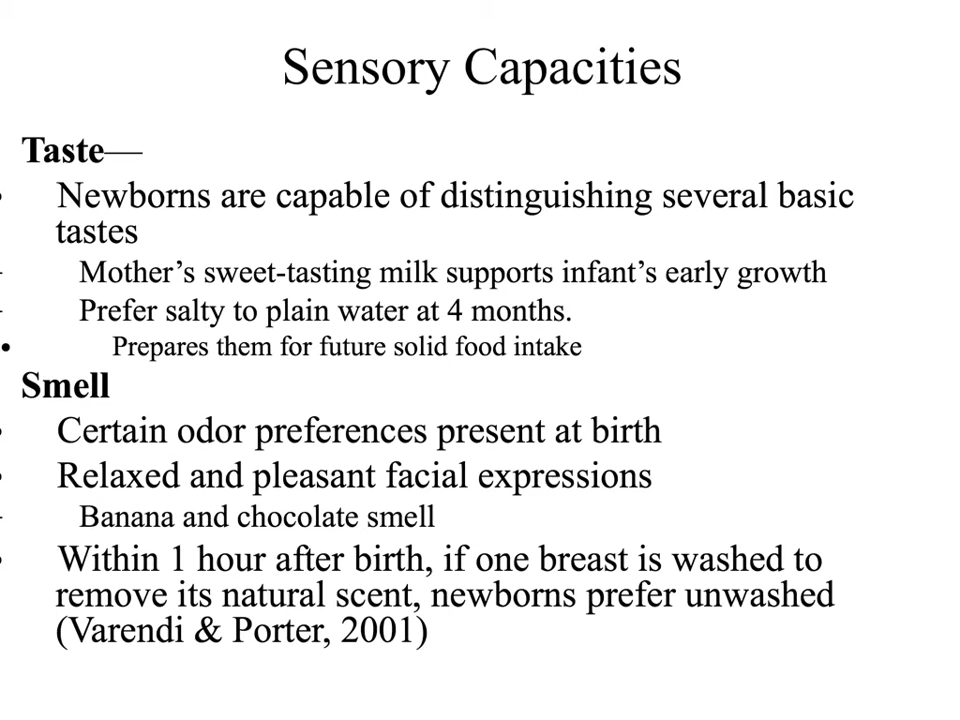 Sensory Capacities
Taste—
• Newborns are capable of distinguishing several basic
tastes
– Mother’s sweet-tasting milk supports infant’s early growth
– Prefer salty to plain water at 4 months.
• Prepares them for future solid food intake
Smell
• Certain odor preferences present at birth
• Relaxed and pleasant facial expressions
– Banana and chocolate smell
• Within 1 hour after birth, if one breast is washed to
remove its natural scent, newborns prefer unwashed
(Varendi & Porter, 2001)